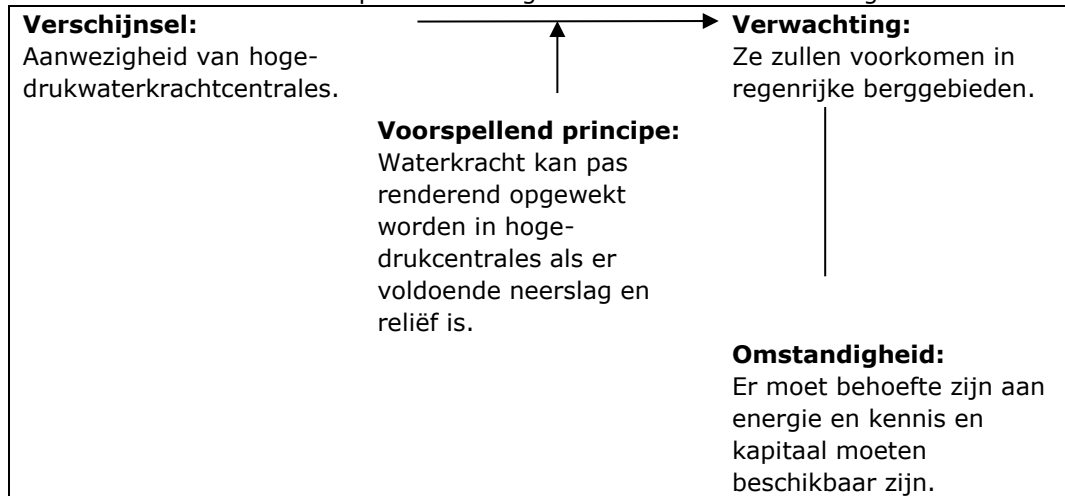 Verschijnsel:
Aanwezigheid van hoge-
drukwaterkrachtcentrales.
Voorspellend principe:
Waterkracht kan pas
renderend opgewekt
worden in hoge-
drukcentrales als er
voldoende neerslag en
reliëf is.
Verwachting:
Ze zullen voorkomen in
regenrijke berggebieden.
Omstandigheid:
Er moet behoefte zijn aan
energie en kennis en
kapitaal moeten
beschikbaar zijn.